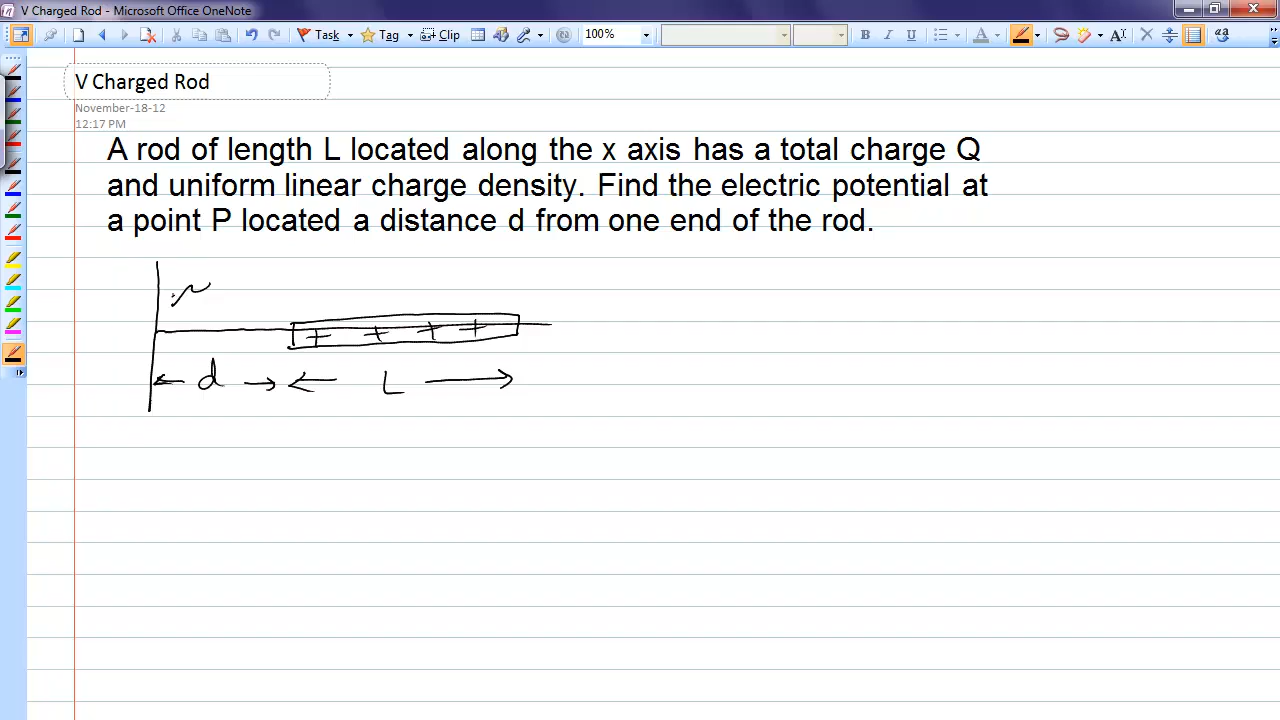 V Charged Rod - Microsoft Office OneNote
Task
Tag
Clip
100%
B I U
A
V Charged Rod
November-18-12
12:17 PM
A rod of length L located along the x axis has a total charge Q
and uniform linear charge density. Find the electric potential at
a point P located a distance d from one end of the rod.
+ + + +
d L